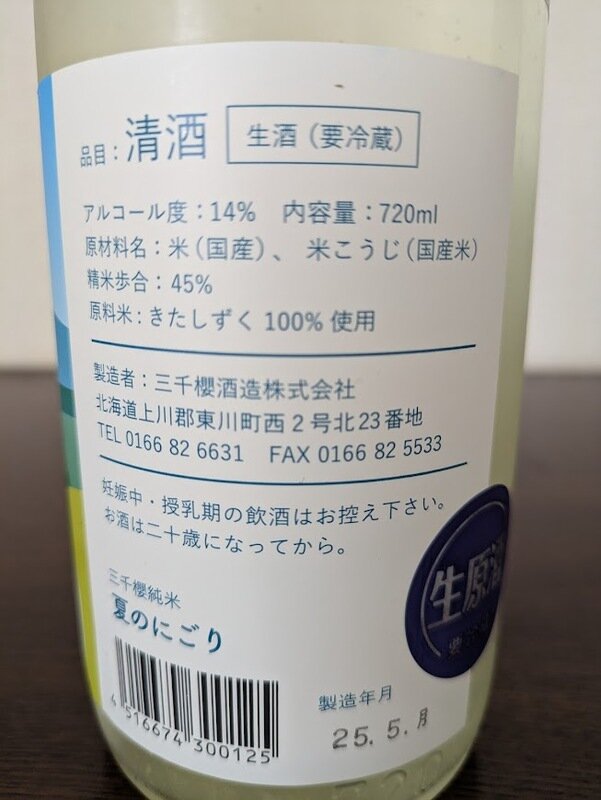 品目：清酒 生酒（要冷蔵）
アルコール度：14% 内容量：720ml
原材料名：米（国産）、米こうじ（国産米）
精米歩合：45%
原料米：きたしずく 100% 使用
製造者：三千櫻酒造株式会社
北海道上川郡東川町西2号北23番地
TEL 0166 82 6631 FAX 0166 82 5533
妊娠中・授乳期の飲酒はお控え下さい。
お酒は二十歳になってから。
三千櫻純米
夏のにごり
4 516674 300125
製造年月
25. 5. 月
生原酒